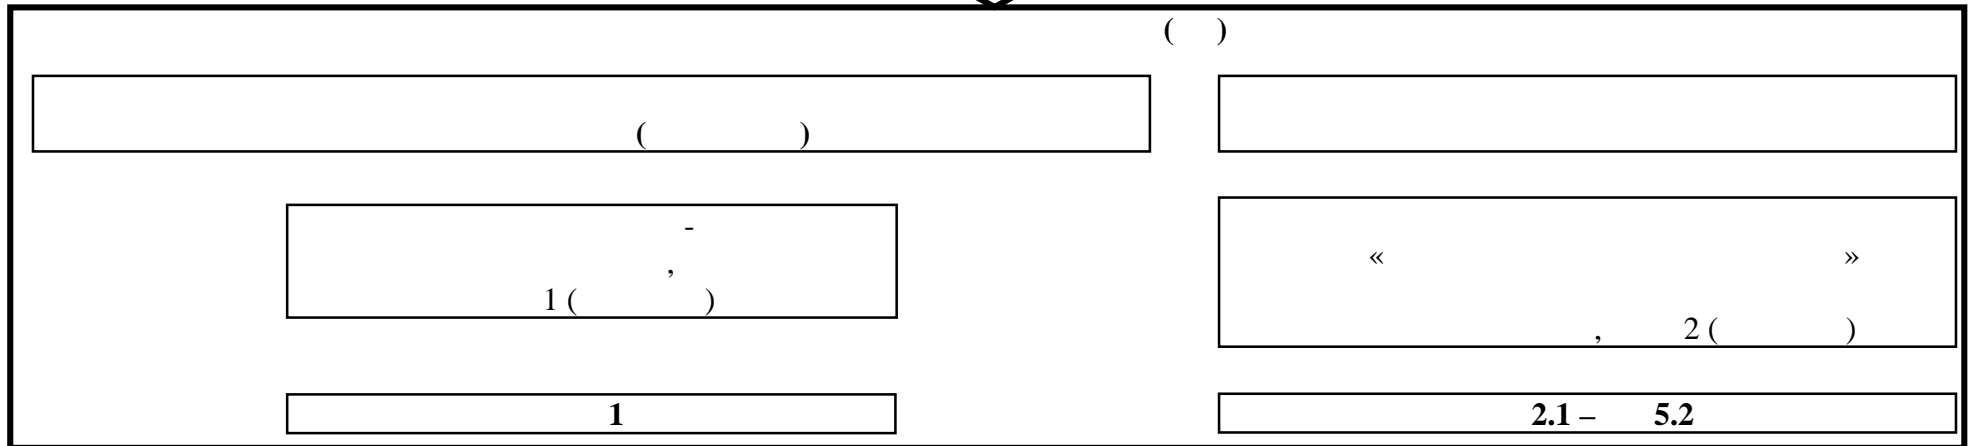 ( )
( )
-
,
1 ( )
« »
, 2 ( )
1
2.1 – 5.2